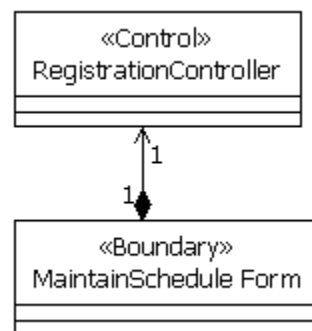 «Control»
RegistrationController
1
1
«Boundary»
MaintainSchedule Form